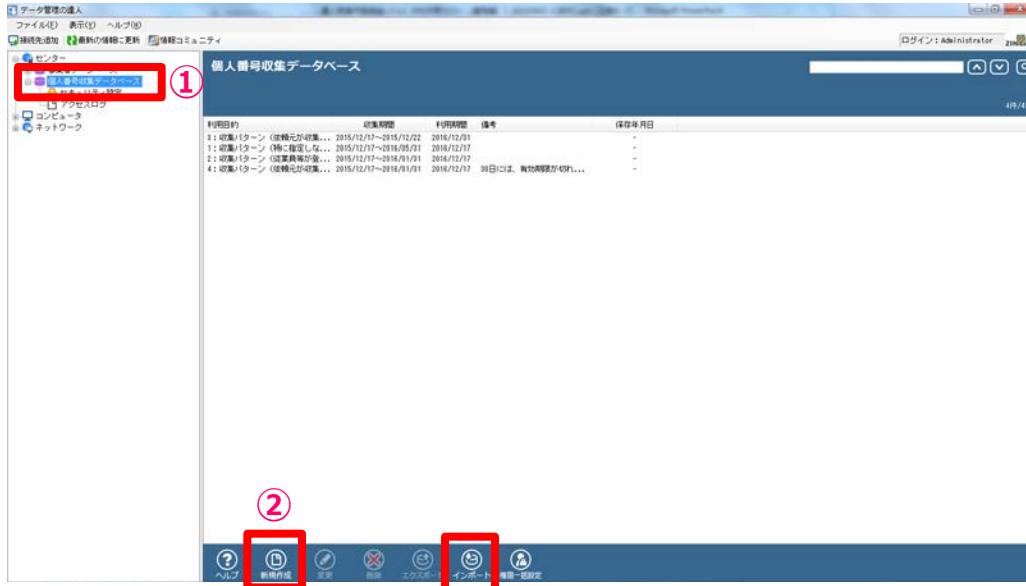 データ管理の達人
ファイル(F) 表示(V) ヘルプ(H)
接続先追加 最新の情報に更新 情報コミュニティ
ログイン：Administrator
センター
個人番号収集データベース
セキュリティ設定
アクセスログ
コンピュータ
ネットワーク
①
個人番号収集データベース
4件/4
利用目的 収集期間 利用期間 備考 保存年月日
収集パターン（依頼元が収集... 2015/12/17～2015/12/22 2016/12/31 -
1：収集パターン（特に指定しな... 2015/12/17～2016/05/31 2016/12/17 -
2：収集パターン（従業員等が登... 2015/12/17～2016/01/31 2016/12/17 -
4：収集パターン（依頼元が収集... 2015/12/17～2016/01/31 2016/12/17 30日には、有効期限が切れ... -
②
ヘルプ 新規作成 変更 削除 エクスポート インポート 権限一括設定